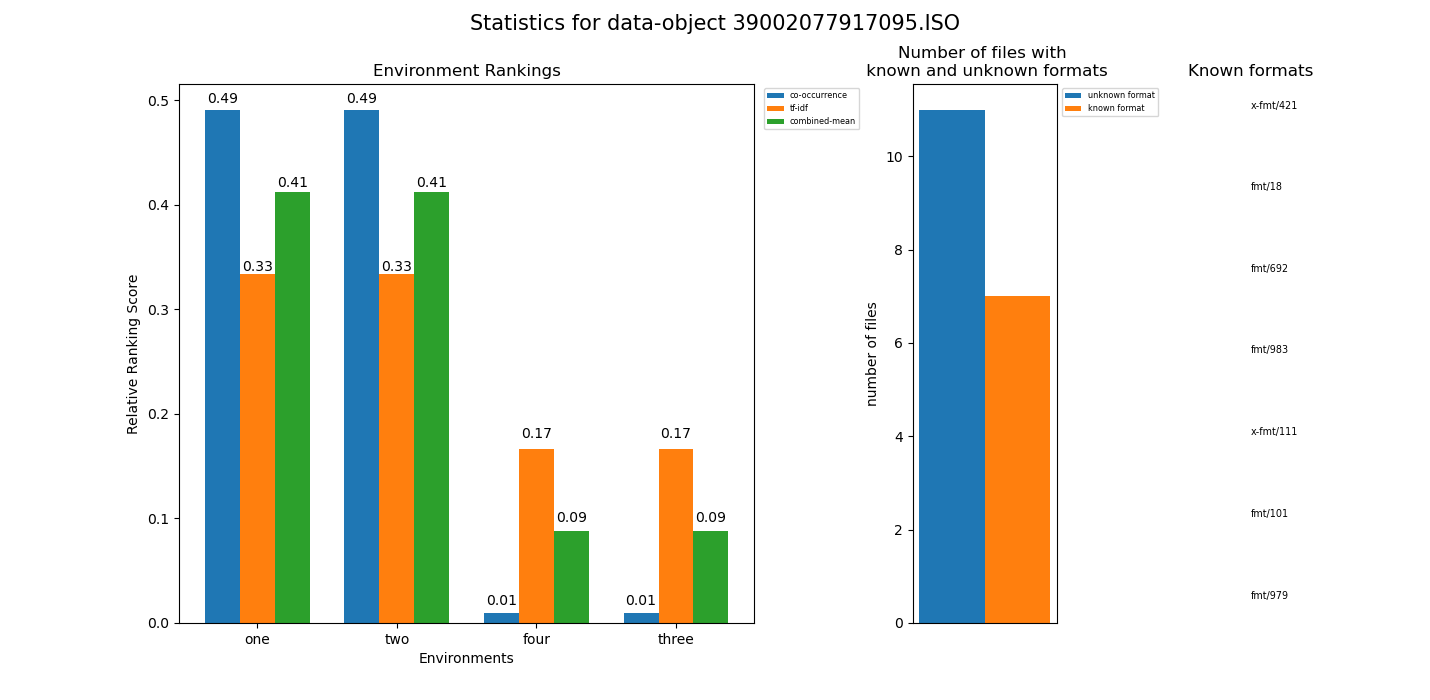 Statistics for data-object 39002077917095.ISO
Environment Rankings
Relative Ranking Score
0.5
0.4
0.3
0.2
0.1
0.0
0.49
0.33
0.41
0.49
0.33
0.41
0.01
0.17
0.09
0.01
0.17
0.09
one
two
four
three
Environments
co-occurrence
tf-idf
combined-mean
Number of files with
known and unknown formats
number of files
10
8
6
4
2
0
unknown format
known format
Known formats
x-fmt/421
fmt/18
fmt/692
fmt/983
x-fmt/111
fmt/101
fmt/979